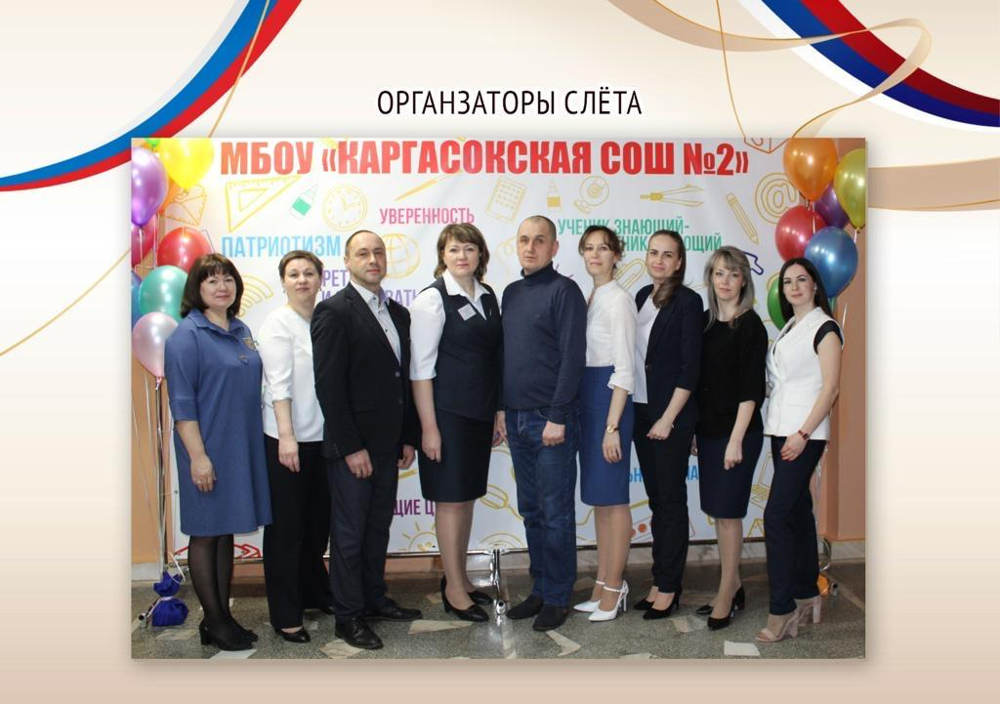 ОРГАНЗАТОРЫ СЛЁТА
МБОУ «КАРГАСОКСКАЯ СОШ №2»
УВЕРЕННОСТЬ
УЧЕНИК ЗНАЮЩИЙ-
ПАТРИОТИЗМ